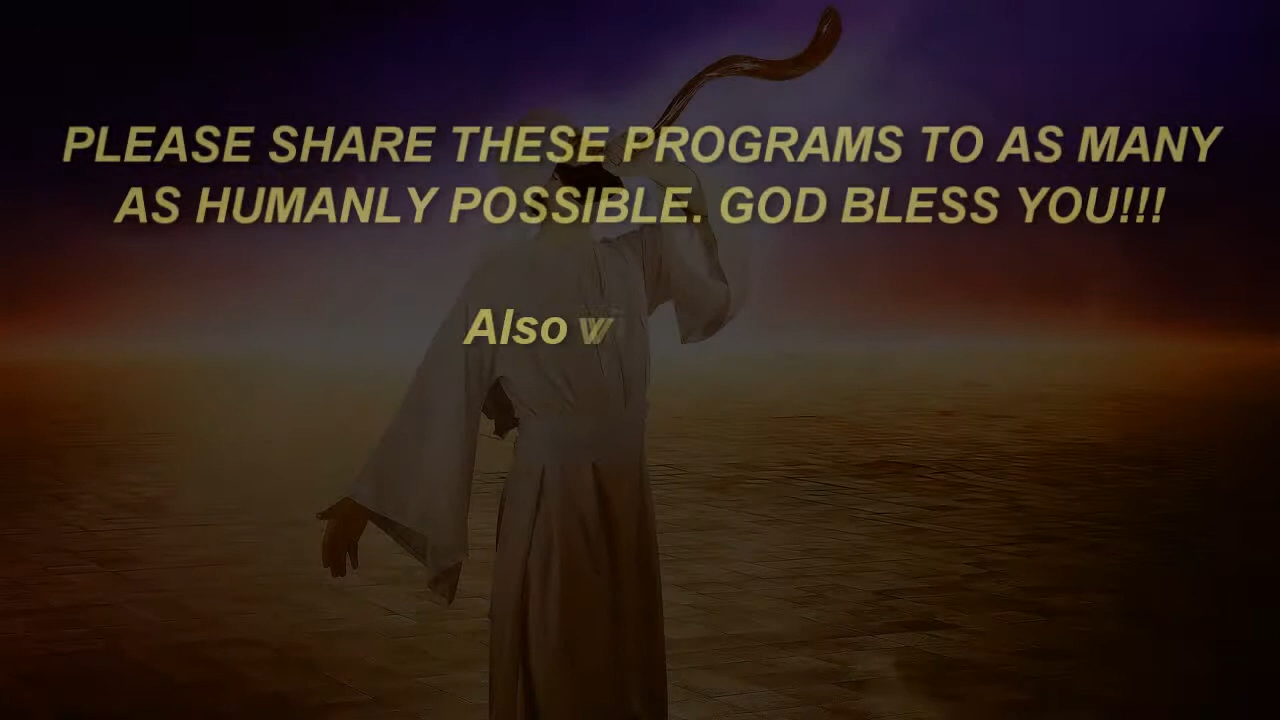 PLEASE SHARE THESE PROGRAMS TO AS MANY
AS HUMANLY POSSIBLE. GOD BLESS YOU!!!
Also